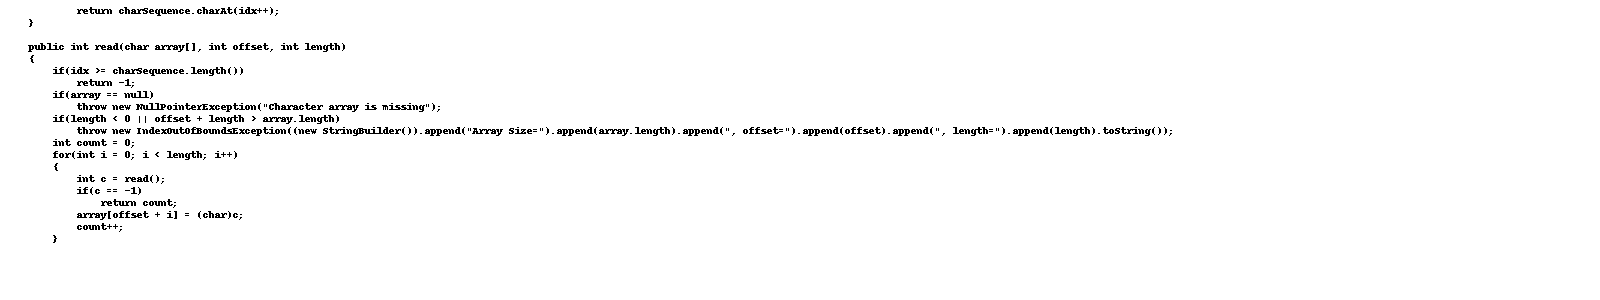 return charSequence.charAt(idx++);
}
public int read(char array[], int offset, int length)
{
if(idx >= charSequence.length())
return -1;
if(array == null)
throw new NullPointerException("Character array is missing");
if(length < 0 || offset + length > array.length)
throw new IndexOutOfBoundsException((new StringBuilder()).append("Array Size=").append(array.length).append(", offset=").append(offset).append(", length=").append(length).toString());
int count = 0;
for(int i = 0; i < length; i++)
{
int c = read();
if(c == -1)
return count;
array[offset + i] = (char)c;
count++;
}